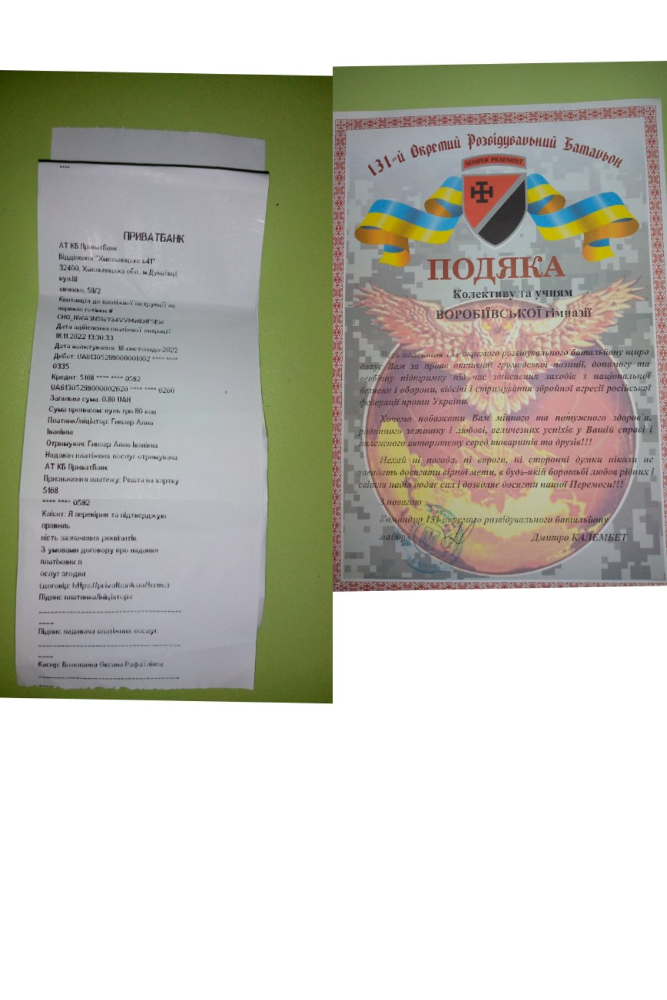 ПРИВАТБАНК
АТ КБ ПриватБанк
Відділення "Хмельницьке 41"
32400, Хмельницька обл., м.Дунаївці,
вул.Ш
евченко, 59/2
Квитанція до платіжної інструкції на
переказ готівки #
Дата здійснення платіжної операції:
18.11.2022 13:30:33
Дата валютування: 18-листопада-2022
Дебет: UA813052990000001002 **** ****
0335
Кредит: 5168 **** **** 0592
UA613052990000002620 **** **** 6260
Загальна сума: 0.80 UAH
Сума прописом: нуль грн 80 коп
Платник/ініціатор: Гинзар Алла
Іванівна
Отримувач: Гинзар Алла Іванівна
Надавач платіжних послуг отримувача:
АТ КБ ПриватБанк
Призначення платежу: Решта на картку
5168
**** **** 0592
Клієнт: Я перевірив та підтверджую
правиль
ність зазначених реквізитів.
З умовами договору про надання
платіжних п
ослуг згоден
(договір: https://privatbank.ua/terms)
Підпис платника/ініціатора:
Підпис надавача платіжних послуг:
Касир: Волошина Оксана Рафаїлівна
131-й Окремий Розвідувальний Батальон
SEMPER PRAEMISIT
ПОДЯКА
Колективу та учням
ВОРОБІЇВСЬКОЇ гімназії
Весь колектив 131 окремого розвідувального батальйону щиро
дякує Вам за прояв активної громадської позиції, допомогу та
всебічну підтримку під час здійснення заходів з національної
безпеки і оборони, відсічі і стримування збройної агресії російської
федерації проти України.
Хочемо побажати Вам міцного та потужного здоров`я,
родинного затишку і любові, величезних успіхів у Вашій справі і
належного авторитету серед товаришів та друзів!!!
Нехай ні погода, ні вороги, ні сторонні думки ніколи не
завадять досягати вірної мети, в будь-якій боротьбі любов рідних і
світла надія додає сил і дозволяє досягти нашої Перемоги!!!
З повагою
Командир 131 окремого розвідувального батальйону
майор Дмитро КАЛЕМБЕТ